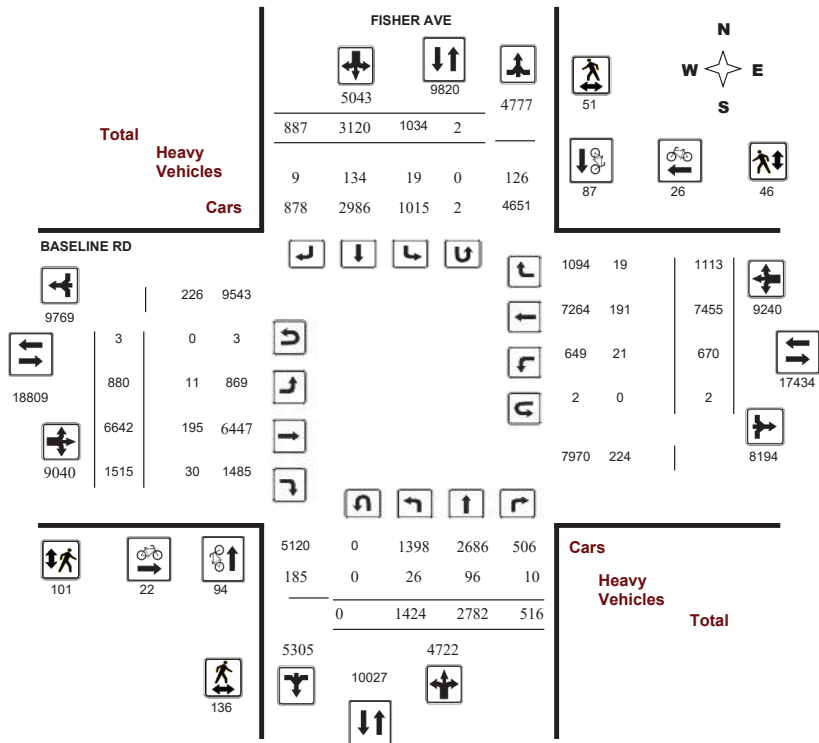 FISHER AVE
N
W E
S
5043
9820
4777
51
887 3120 1034 2
Total
Heavy
Vehicles
9 134 19 0 126
87 26 46
Cars
878 2986 1015 2 4651
BASELINE RD
1094 19 1113
9769
226 9543
7264 191 7455
9240
3 0 3
649 21 670
18809
880 11 869
17434
2 0 2
6642 195 6447
9040
1515 30 1485
7970 224 8194
5120 0 1398 2686 506
Cars
185 0 26 96 10
Heavy
Vehicles
101 22 94
0 1424 2782 516
Total
5305 4722
10027
136